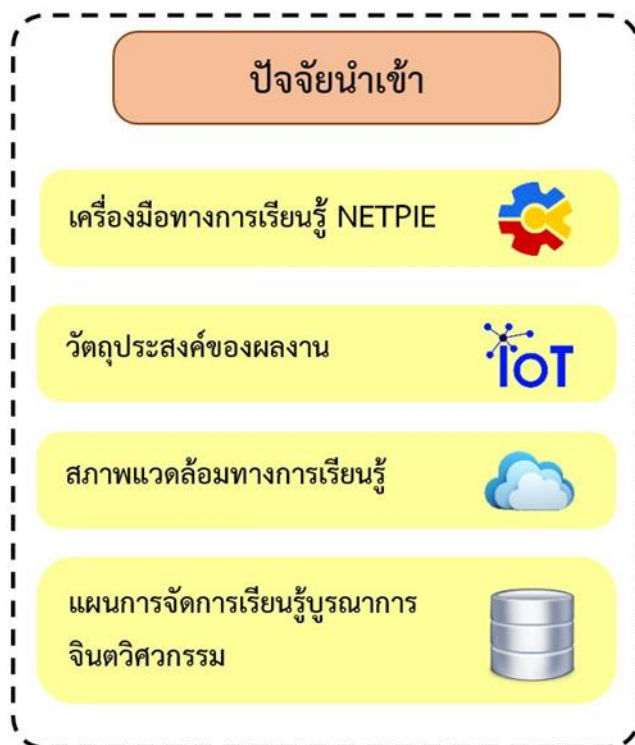 ปัจจัยนำเข้า
เครื่องมือทางการเรียนรู้ NETPIE
วัตถุประสงค์ของผลงาน
IoT
สภาพแวดล้อมทางการเรียนรู้
แผนการจัดการเรียนรู้บูรณาการ
จินตวิศวกรรม